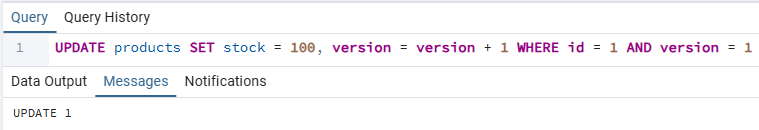 Query Query History
1 UPDATE products SET stock = 100, version = version + 1 WHERE id = 1 AND version = 1
Data Output Messages Notifications
UPDATE 1